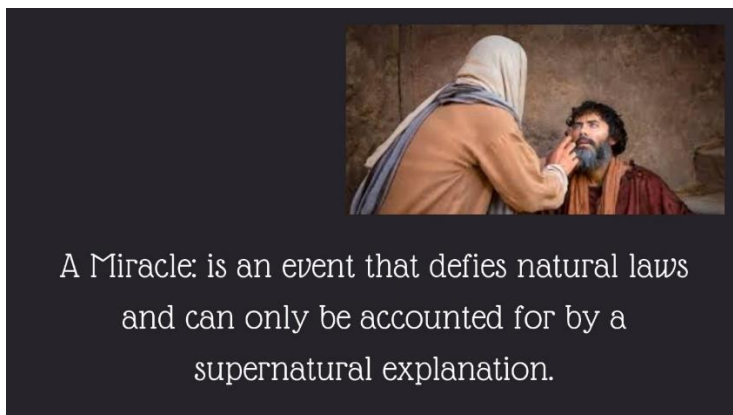 A Miracle: is an event that defies natural laws
and can only be accounted for by a
supernatural explanation.